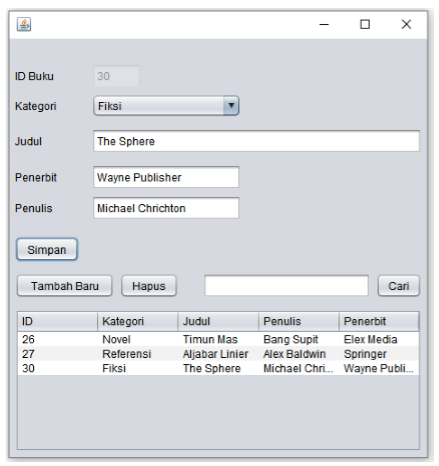 ID Buku 30
Kategori Fiksi
Judul The Sphere
Penerbit Wayne Publisher
Penulis Michael Chrichton
Simpan
Tambah Baru Hapus Cari
ID Kategori Judul Penulis Penerbit
26 Novel Timun Mas Bang Supit Elex Media
27 Referensi Aljabar Linier Alex Baldwin Springer
30 Fiksi The Sphere Michael Chri... Wayne Publi...